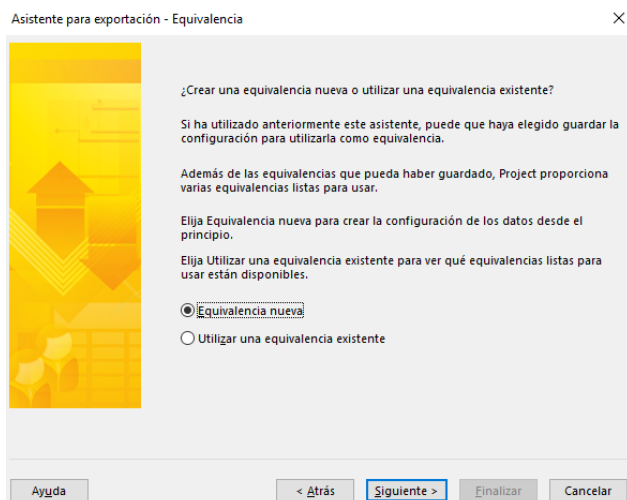 Asistente para exportación - Equivalencia
¿Crear una equivalencia nueva o utilizar una equivalencia existente?
Si ha utilizado anteriormente este asistente, puede que haya elegido guardar la
configuración para utilizarla como equivalencia.
Además de las equivalencias que pueda haber guardado, Project proporciona
varias equivalencias listas para usar.
Elija Equivalencia nueva para crear la configuración de los datos desde el
principio.
Elija Utilizar una equivalencia existente para ver qué equivalencias listas para
usar están disponibles.
Equivalencia nueva
Utilizar una equivalencia existente
Ayuda < Atrás Siguiente > Finalizar Cancelar